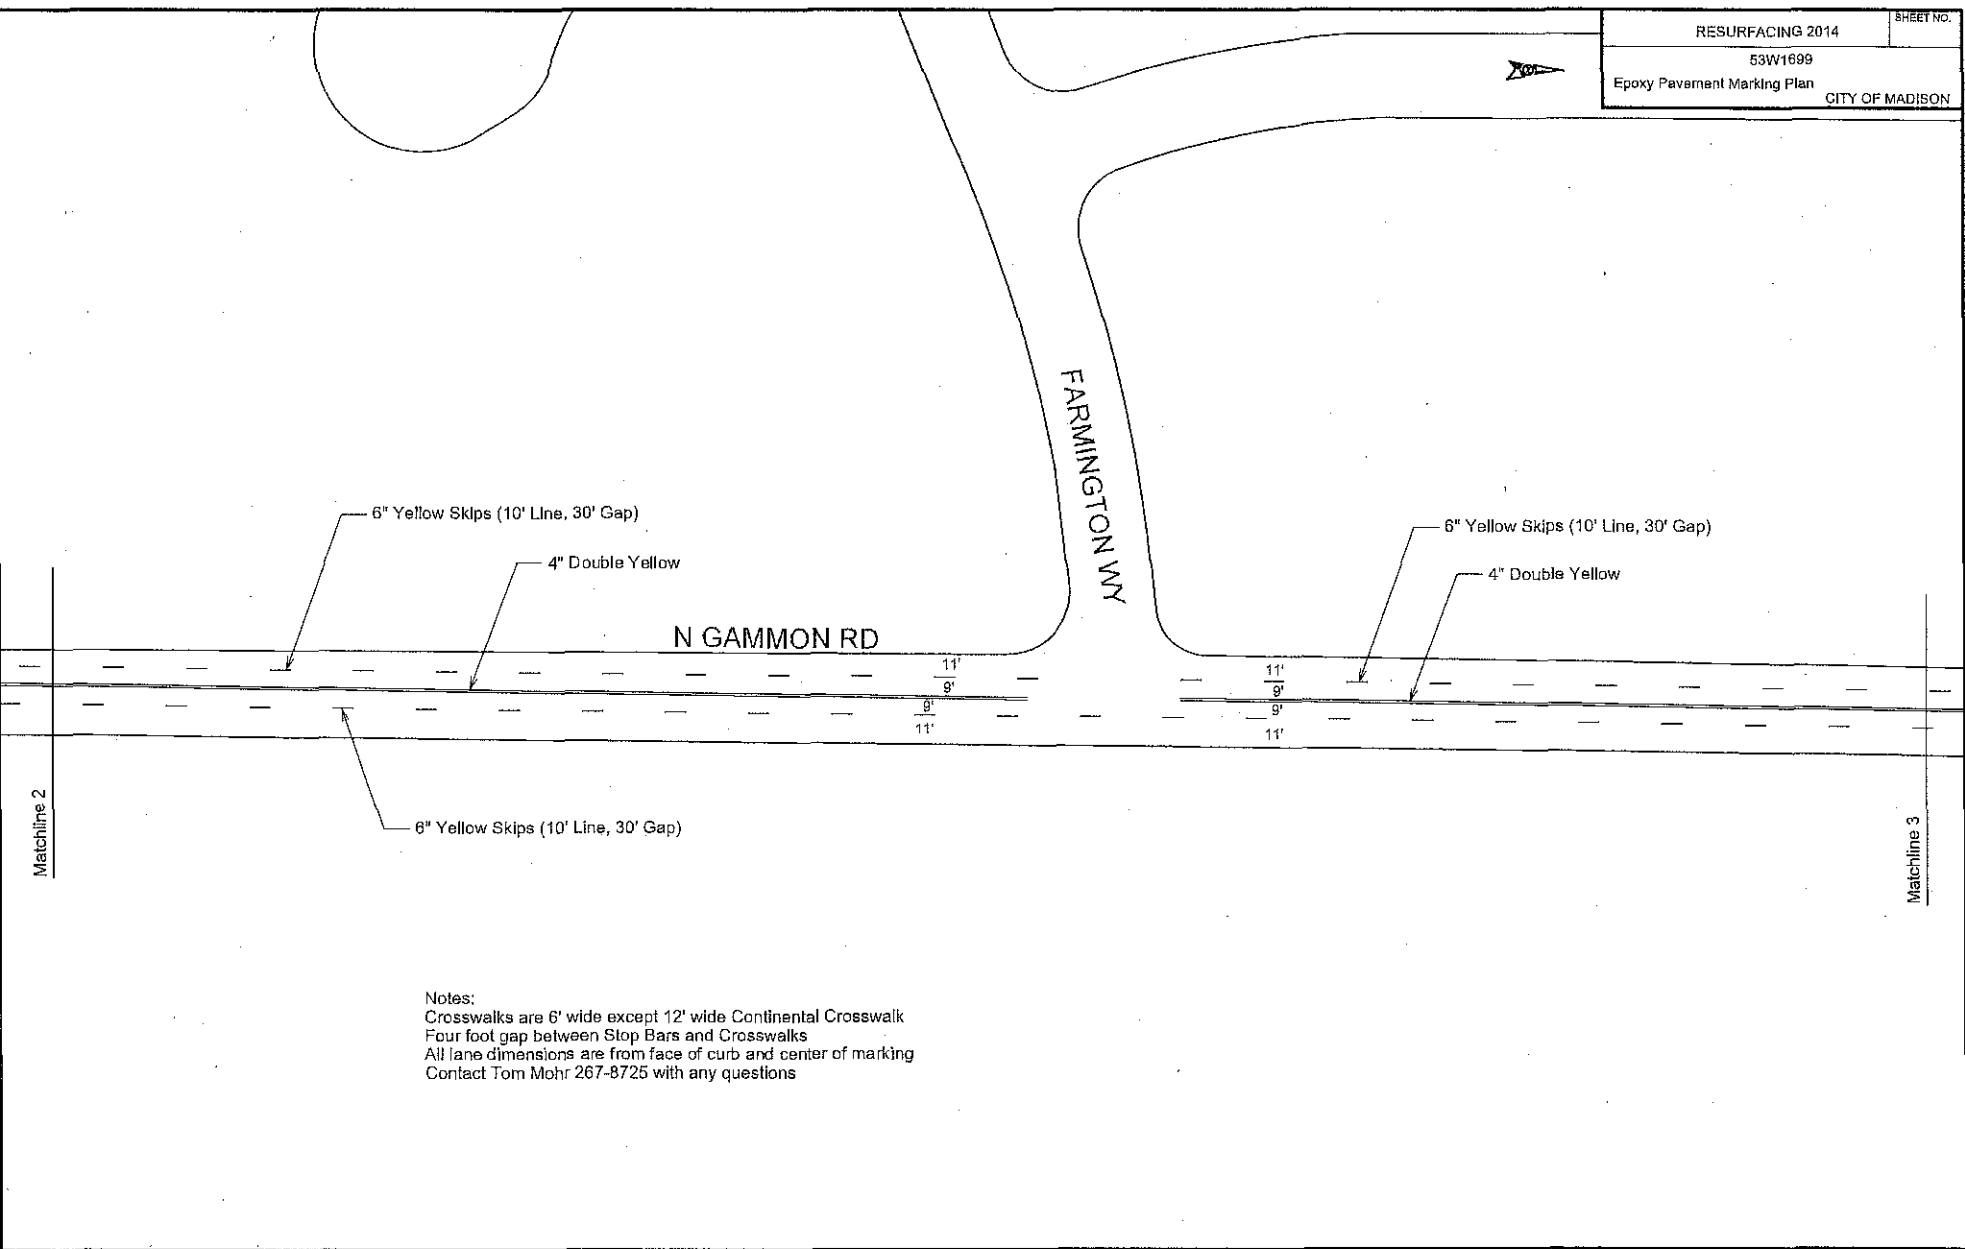 RESURFACING 2014
SHEET NO.
53W1699
Epoxy Pavement Marking Plan
CITY OF MADISON
FARMINGTON WY
6" Yellow Skips (10' Line, 30' Gap)
4" Double Yellow
6" Yellow Skips (10' Line, 30' Gap)
4" Double Yellow
N GAMMON RD
11'
9'
9'
11'
11'
9'
9'
11'
6" Yellow Skips (10' Line, 30' Gap)
Matchline 2
Matchline 3
Notes:
Crosswalks are 6' wide except 12' wide Continental Crosswalk
Four foot gap between Stop Bars and Crosswalks
All lane dimensions are from face of curb and center of marking
Contact Tom Mohr 267-8725 with any questions